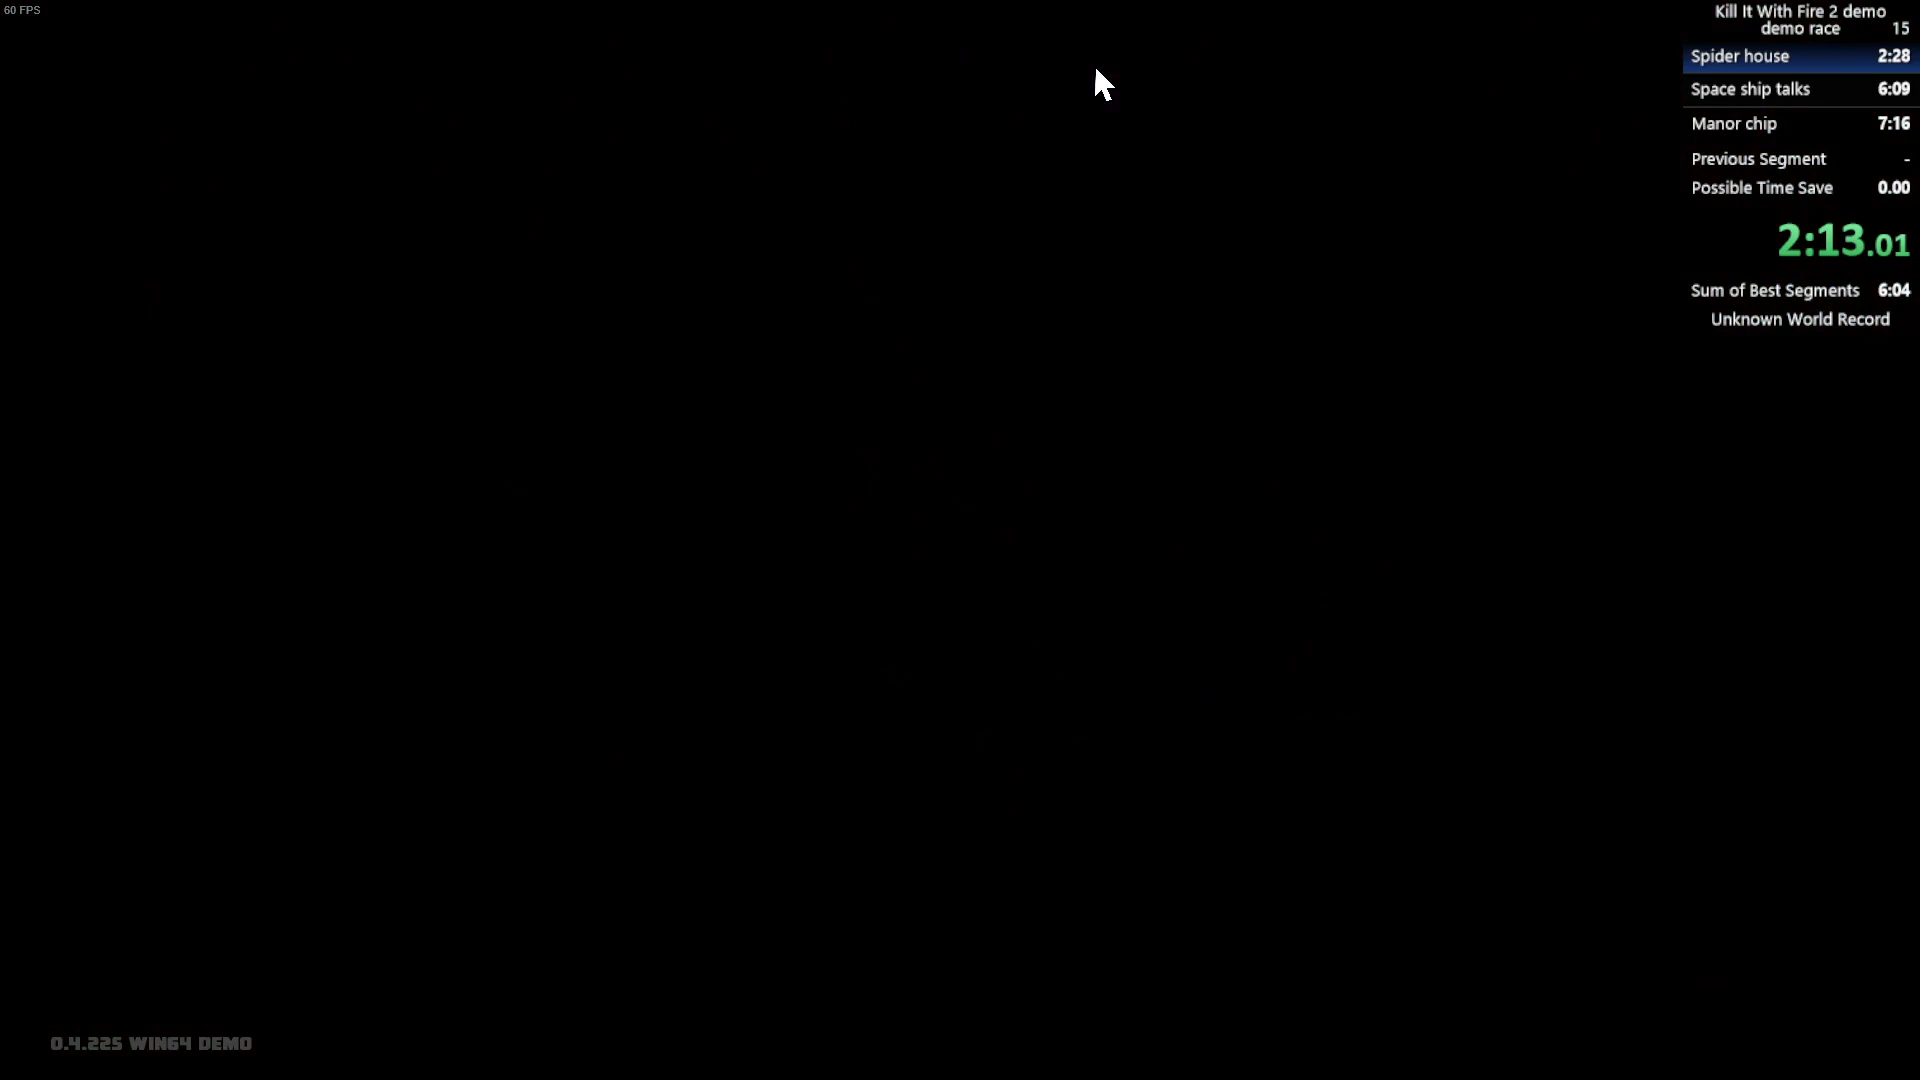 60 FPS
Kill It With Fire 2 demo
demo race 15
Spider house 2:28
Space ship talks 6:09
Manor chip 7:16
Previous Segment -
Possible Time Save 0.00
2:13.01
Sum of Best Segments 6:04
Unknown World Record
0.4.225 WIN64 DEMO